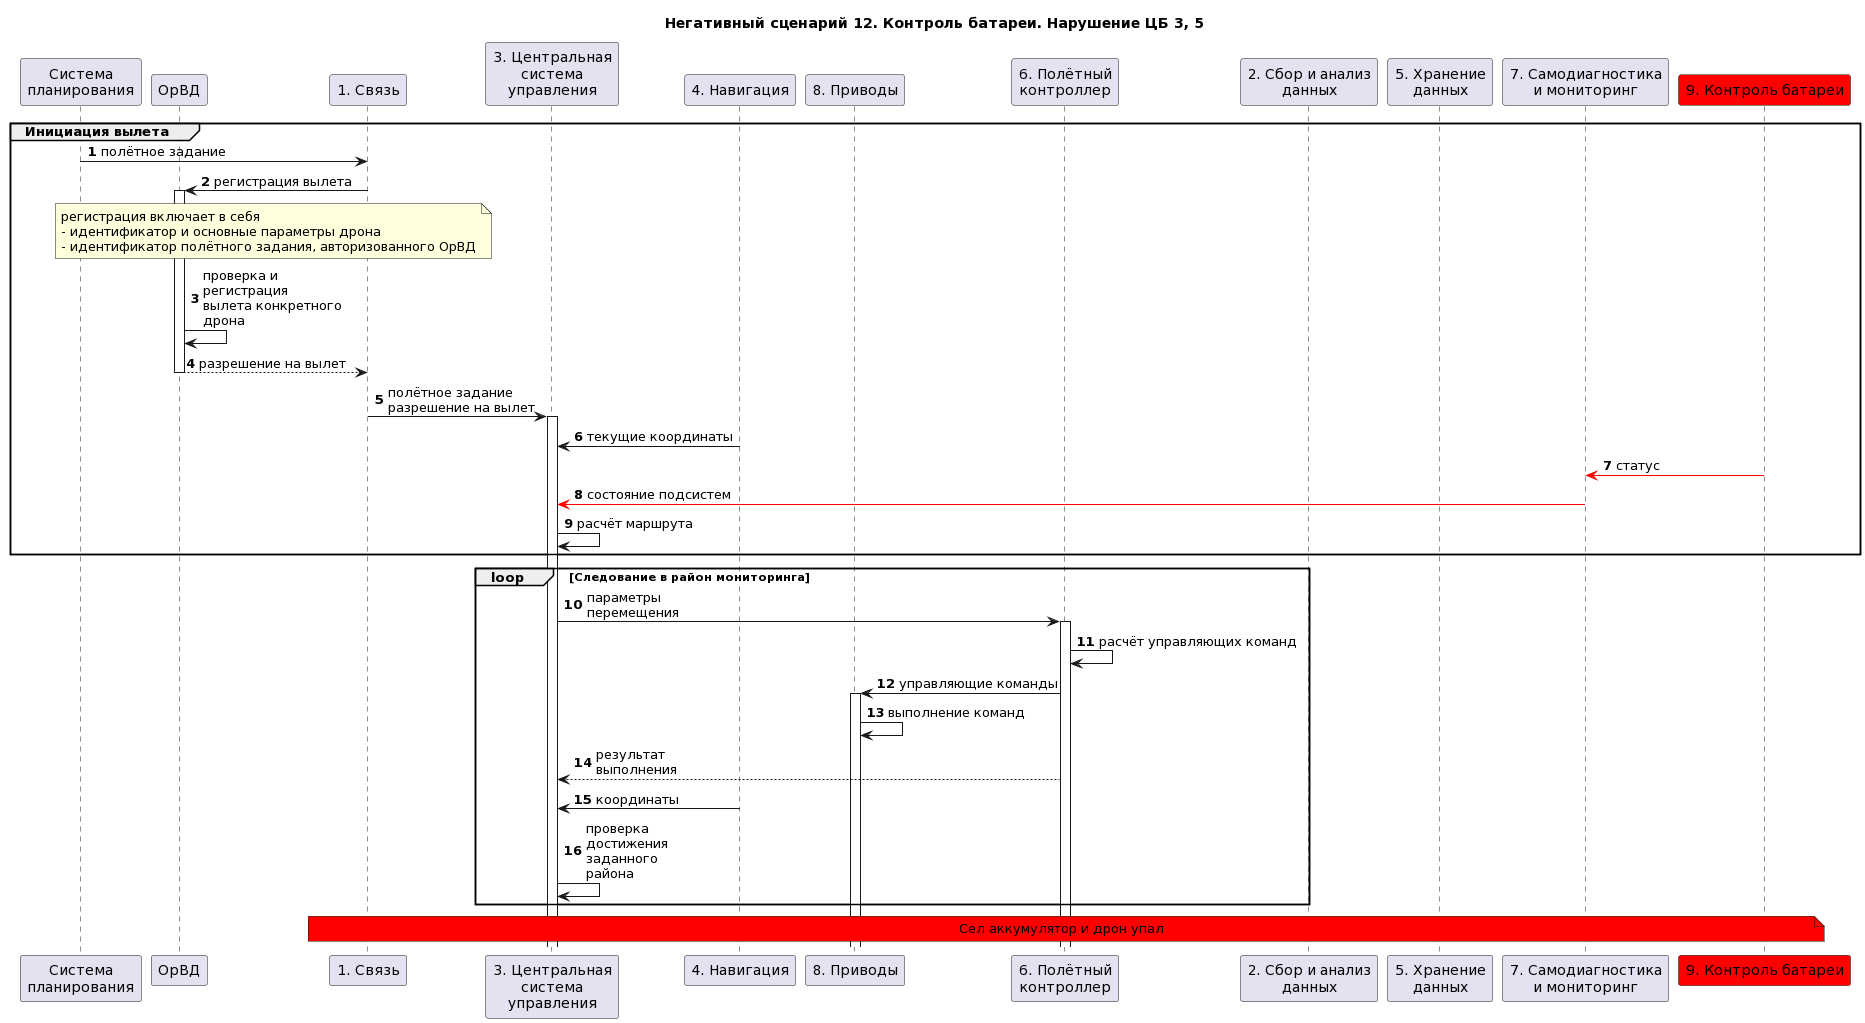 Негативный сценарий 12. Контроль батареи. Нарушение ЦБ 3, 5
Система
планирования
ОрВД
1. Связь
3. Центральная
система
управления
4. Навигация
8. Приводы
6. Полётный
контроллер
2. Сбор и анализ
данных
5. Хранение
данных
7. Самодиагностика
и мониторинг
9. Контроль батареи
Инициация вылета
1 полётное задание
2 регистрация вылета
регистрация включает в себя
- идентификатор и основные параметры дрона
- идентификатор полётного задания, авторизованного ОрВД
3 проверка и
регистрация
вылета конкретного
дрона
4 разрешение на вылет
5 полётное задание
разрешение на вылет
6 текущие координаты
7 статус
8 состояние подсистем
9 расчёт маршрута
loop [Следование в район мониторинга]
10 параметры
перемещения
11 расчёт управляющих команд
12 управляющие команды
13 выполнение команд
14 результат
выполнения
15 координаты
16 проверка
достижения
заданного
района
Сел аккумулятор и дрон упал
Система
планирования
ОрВД
1. Связь
3. Центральная
система
управления
4. Навигация
8. Приводы
6. Полётный
контроллер
2. Сбор и анализ
данных
5. Хранение
данных
7. Самодиагностика
и мониторинг
9. Контроль батареи